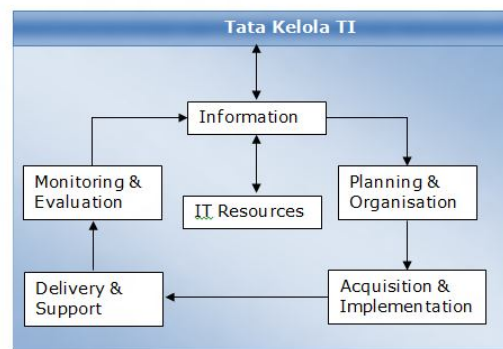 Tata Kelola TI
Information
Monitoring &
Evaluation
IT Resources
Planning &
Organisation
Delivery &
Support
Acquisition &
Implementation